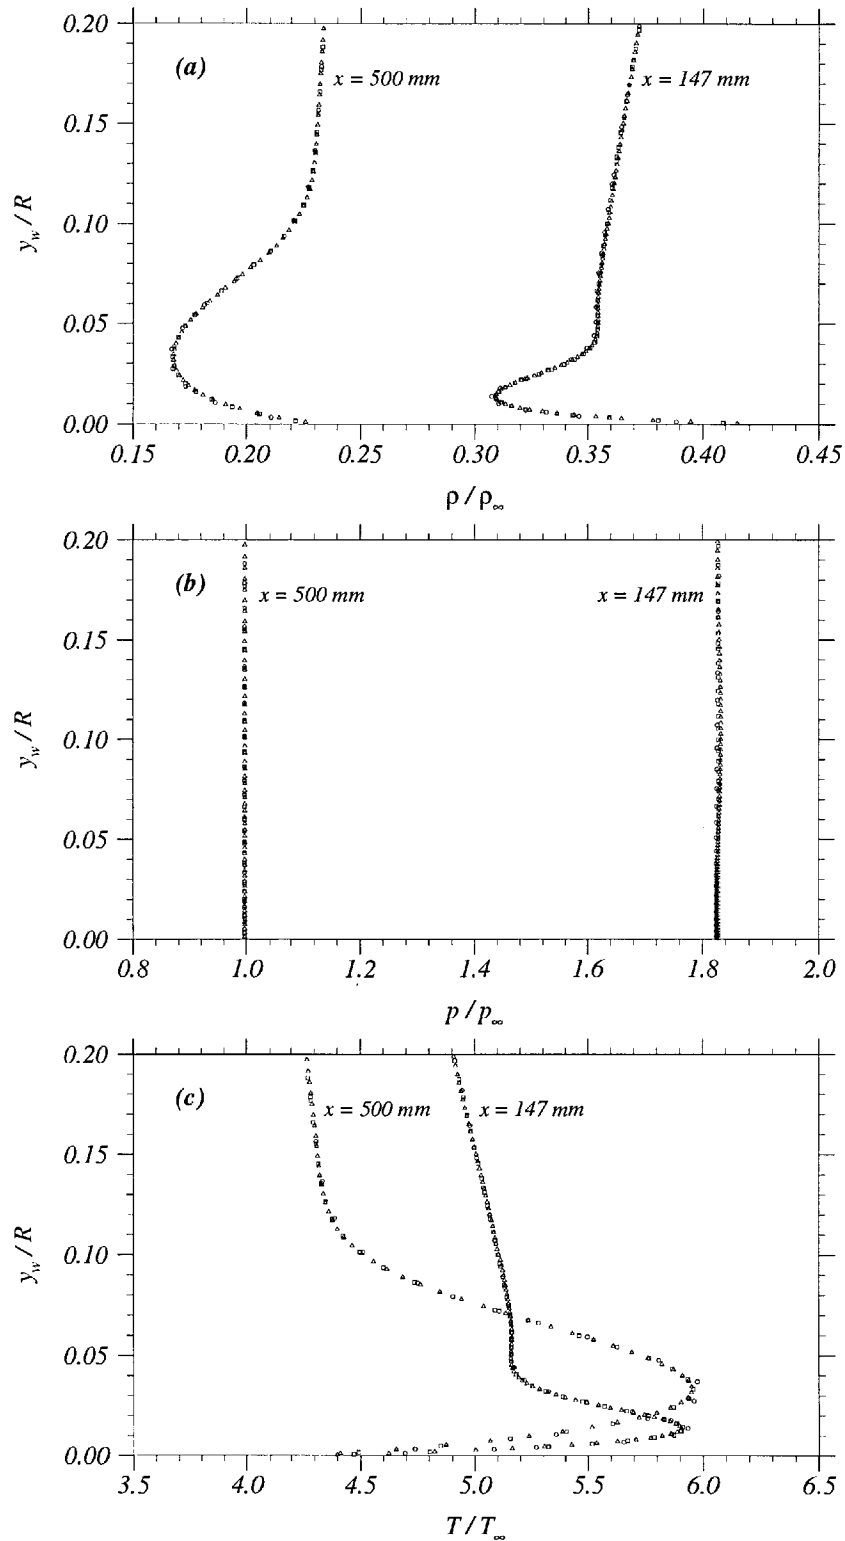 0.20
(a)
x = 500 mm
x = 147 mm
0.15
0.10
0.05
0.00
y_w / R
0.15 0.20 0.25 0.30 0.35 0.40 0.45
ρ / ρ_∞
0.20
(b)
x = 500 mm
x = 147 mm
0.15
0.10
0.05
0.00
y_w / R
0.8 1.0 1.2 1.4 1.6 1.8 2.0
p / p_∞
0.20
(c)
x = 500 mm
x = 147 mm
0.15
0.10
0.05
0.00
y_w / R
3.5 4.0 4.5 5.0 5.5 6.0 6.5
T / T_∞